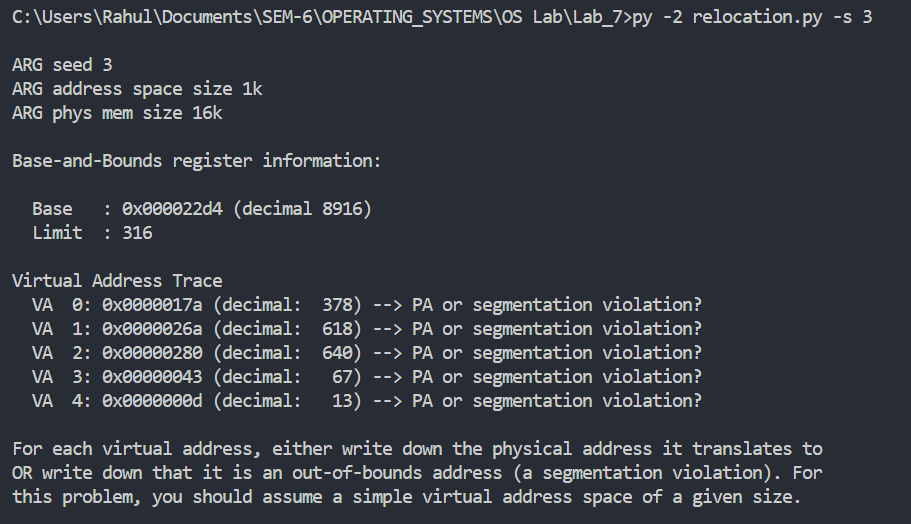 C:\Users\Rahul\Documents\SEM-6\OPERATING_SYSTEMS\OS Lab\Lab_7>py -2 relocation.py -s 3
ARG seed 3
ARG address space size 1k
ARG phys mem size 16k
Base-and-Bounds register information:
Base   : 0x000022d4 (decimal 8916)
Limit  : 316
Virtual Address Trace
VA  0: 0x0000017a (decimal:  378) --> PA or segmentation violation?
VA  1: 0x0000026a (decimal:  618) --> PA or segmentation violation?
VA  2: 0x00000280 (decimal:  640) --> PA or segmentation violation?
VA  3: 0x00000043 (decimal:   67) --> PA or segmentation violation?
VA  4: 0x0000000d (decimal:   13) --> PA or segmentation violation?
For each virtual address, either write down the physical address it translates to
OR write down that it is an out-of-bounds address (a segmentation violation). For
this problem, you should assume a simple virtual address space of a given size.